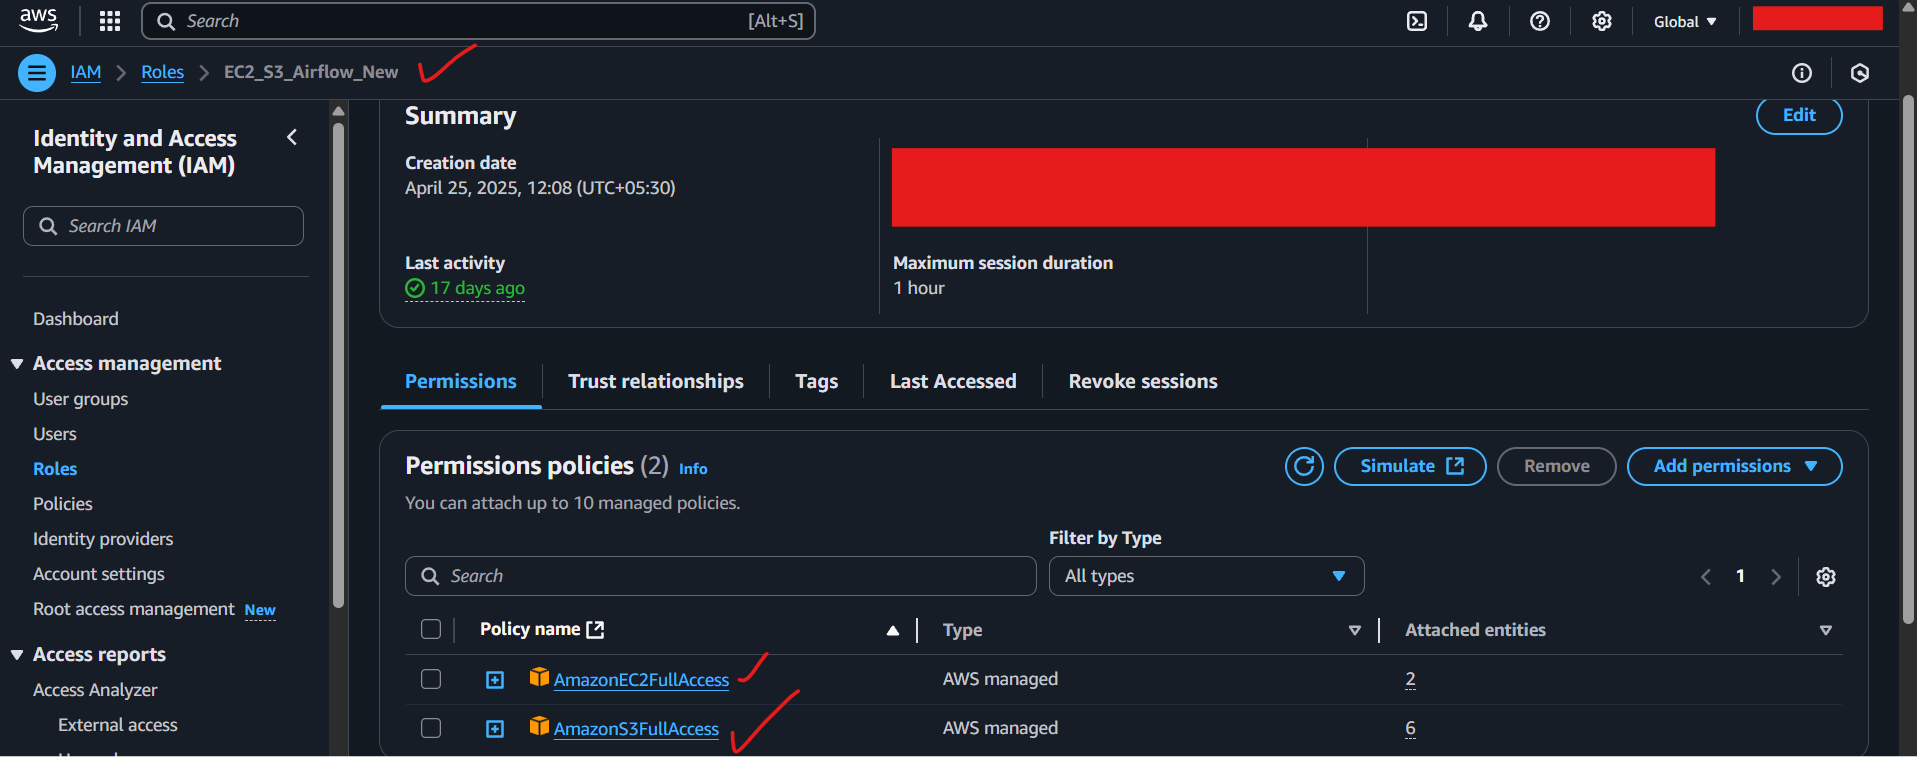 aws
Search [Alt+S]
Global
IAM > Roles > EC2_S3_Airflow_New
Identity and Access
Management (IAM)
Search IAM
Dashboard
Access management
User groups
Users
Roles
Policies
Identity providers
Account settings
Root access management New
Access reports
Access Analyzer
External access
Summary
Edit
Creation date
April 25, 2025, 12:08 (UTC+05:30)
Last activity
17 days ago
Maximum session duration
1 hour
Permissions
Trust relationships
Tags
Last Accessed
Revoke sessions
Permissions policies (2) Info
You can attach up to 10 managed policies.
Simulate
Remove
Add permissions
Filter by Type
Search
All types
1
Policy name Type Attached entities
AmazonEC2FullAccess AWS managed 2
AmazonS3FullAccess AWS managed 6